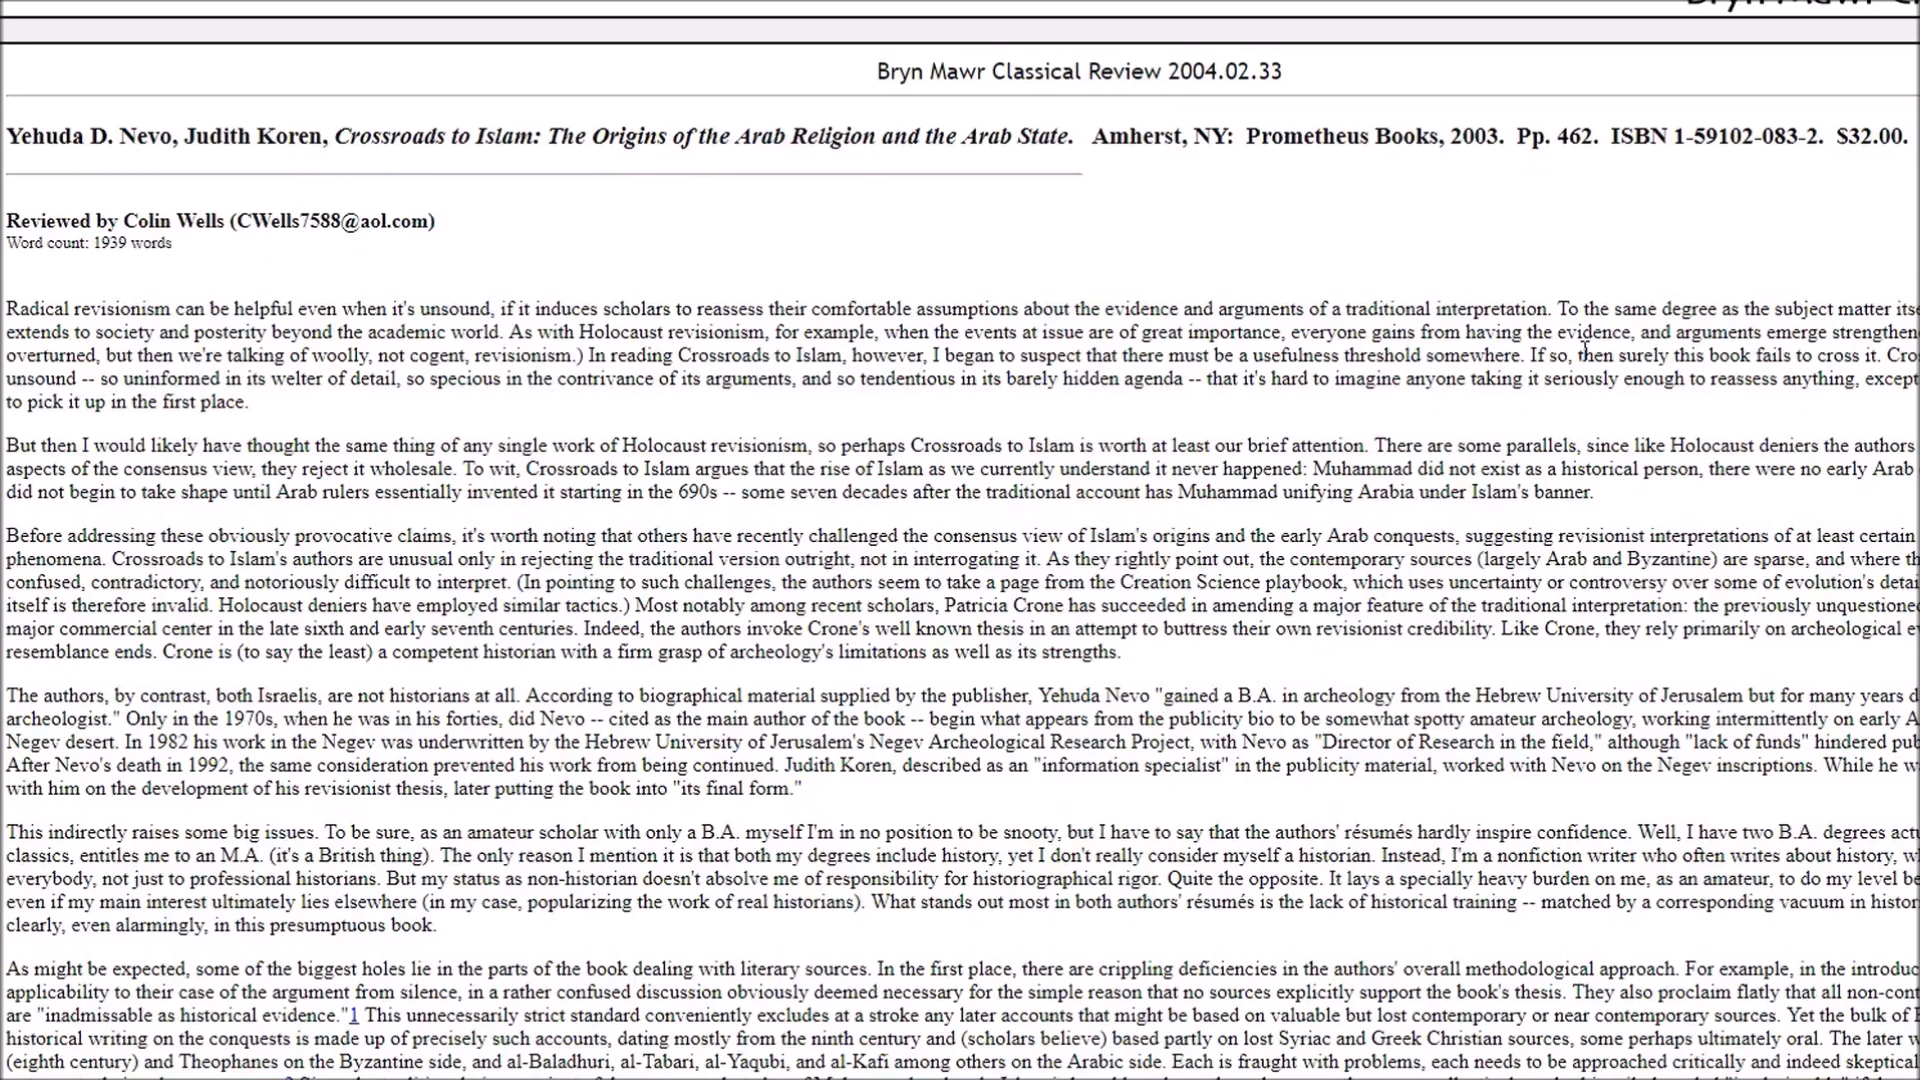 Bryn Mawr Cl
Bryn Mawr Classical Review 2004.02.33
Yehuda D. Nevo, Judith Koren, Crossroads to Islam: The Origins of the Arab Religion and the Arab State. Amherst, NY: Prometheus Books, 2003. Pp. 462. ISBN 1-59102-083-2. $32.00.
Reviewed by Colin Wells (CWells7588@aol.com)
Word count: 1939 words
Radical revisionism can be helpful even when it's unsound, if it induces scholars to reassess their comfortable assumptions about the evidence and arguments of a traditional interpretation. To the same degree as the subject matter
extends to society and posterity beyond the academic world. As with Holocaust revisionism, for example, when the events at issue are of great importance, everyone gains from having the evidence, and arguments emerge
overturned, but then we're talking of woolly, not cogent, revisionism.) In reading Crossroads to Islam, however, I began to suspect that there must be a usefulness threshold somewhere. If so, then surely this book fails to cross it.
unsound -- so uninformed in its welter of detail, so specious in the contrivance of its arguments, and so tendentious in its barely hidden agenda -- that it's hard to imagine anyone taking it seriously enough to reassess anything, except
to pick it up in the first place.
But then I would likely have thought the same thing of any single work of Holocaust revisionism, so perhaps Crossroads to Islam is worth at least our brief attention. There are some parallels, since like Holocaust deniers the authors
aspects of the consensus view, they reject it wholesale. To wit, Crossroads to Islam argues that the rise of Islam as we currently understand it never happened: Muhammad did not exist as a historical person, there were no early Arab
did not begin to take shape until Arab rulers essentially invented it starting in the 690s -- some seven decades after the traditional account has Muhammad unifying Arabia under Islam's banner.
Before addressing these obviously provocative claims, it's worth noting that others have recently challenged the consensus view of Islam's origins and the early Arab conquests, suggesting revisionist interpretations of at least certain
phenomena. Crossroads to Islam's authors are unusual only in rejecting the traditional version outright, not in interrogating it. As they rightly point out, the contemporary sources (largely Arab and Byzantine) are sparse, and where
confused, contradictory, and notoriously difficult to interpret. (In pointing to such challenges, the authors seem to take a page from the Creation Science playbook, which uses uncertainty or controversy over some of evolution's
itself is therefore invalid. Holocaust deniers have employed similar tactics.) Most notably among recent scholars, Patricia Crone has succeeded in amending a major feature of the traditional interpretation: the previously
major commercial center in the late sixth and early seventh centuries. Indeed, the authors invoke Crone's well known thesis in an attempt to buttress their own revisionist credibility. Like Crone, they rely primarily on archeological
resemblance ends. Crone is (to say the least) a competent historian with a firm grasp of archeology's limitations as well as its strengths.
The authors, by contrast, both Israelis, are not historians at all. According to biographical material supplied by the publisher, Yehuda Nevo "gained a B.A. in archeology from the Hebrew University of Jerusalem but for many years
archeologist." Only in the 1970s, when he was in his forties, did Nevo -- cited as the main author of the book -- begin what appears from the publicity bio to be somewhat spotty amateur archeology, working intermittently on early
Negev desert. In 1982 his work in the Negev was underwritten by the Hebrew University of Jerusalem's Negev Archeological Research Project, with Nevo as "Director of Research in the field," although "lack of funds" hindered
After Nevo's death in 1992, the same consideration prevented his work from being continued. Judith Koren, described as an "information specialist" in the publicity material, worked with Nevo on the Negev inscriptions. While he
with him on the development of his revisionist thesis, later putting the book into "its final form."
This indirectly raises some big issues. To be sure, as an amateur scholar with only a B.A. myself I'm in no position to be snooty, but I have to say that the authors' résumés hardly inspire confidence. Well, I have two B.A. degrees
classics, entitles me to an M.A. (it's a British thing). The only reason I mention it is that both my degrees include history, yet I don't really consider myself a historian. Instead, I'm a nonfiction writer who often writes about history,
everybody, not just to professional historians. But my status as non-historian doesn't absolve me of responsibility for historiographical rigor. Quite the opposite. It lays a specially heavy burden on me, as an amateur, to do my level
even if my main interest ultimately lies elsewhere (in my case, popularizing the work of real historians). What stands out most in both authors' résumés is the lack of historical training -- matched by a corresponding vacuum in
clearly, even alarmingly, in this presumptuous book.
As might be expected, some of the biggest holes lie in the parts of the book dealing with literary sources. In the first place, there are crippling deficiencies in the authors' overall methodological approach. For example, in the
applicability to their case of the argument from silence, in a rather confused discussion obviously deemed necessary for the simple reason that no sources explicitly support the book's thesis. They also proclaim flatly that all
are "inadmissable as historical evidence."1 This unnecessarily strict standard conveniently excludes at a stroke any later accounts that might be based on valuable but lost contemporary or near contemporary sources. Yet the bulk of
historical writing on the conquests is made up of precisely such accounts, dating mostly from the ninth century and (scholars believe) based partly on lost Syriac and Greek Christian sources, some perhaps ultimately oral. The later
(eighth century) and Theophanes on the Byzantine side, and al-Baladhuri, al-Tabari, al-Yaqubi, and al-Kafi among others on the Arabic side. Each is fraught with problems, each needs to be approached critically and indeed